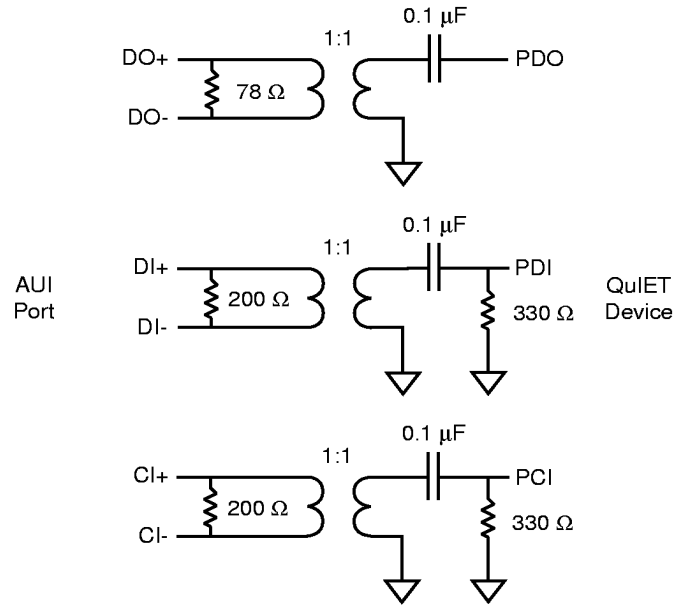 0.1 μF
1:1
DO+
78 Ω
DO-
PDO
0.1 μF
1:1
DI+
200 Ω
DI-
PDI
330 Ω
AUI
Port
QuIET
Device
0.1 μF
1:1
CI+
200 Ω
CI-
PCI
330 Ω